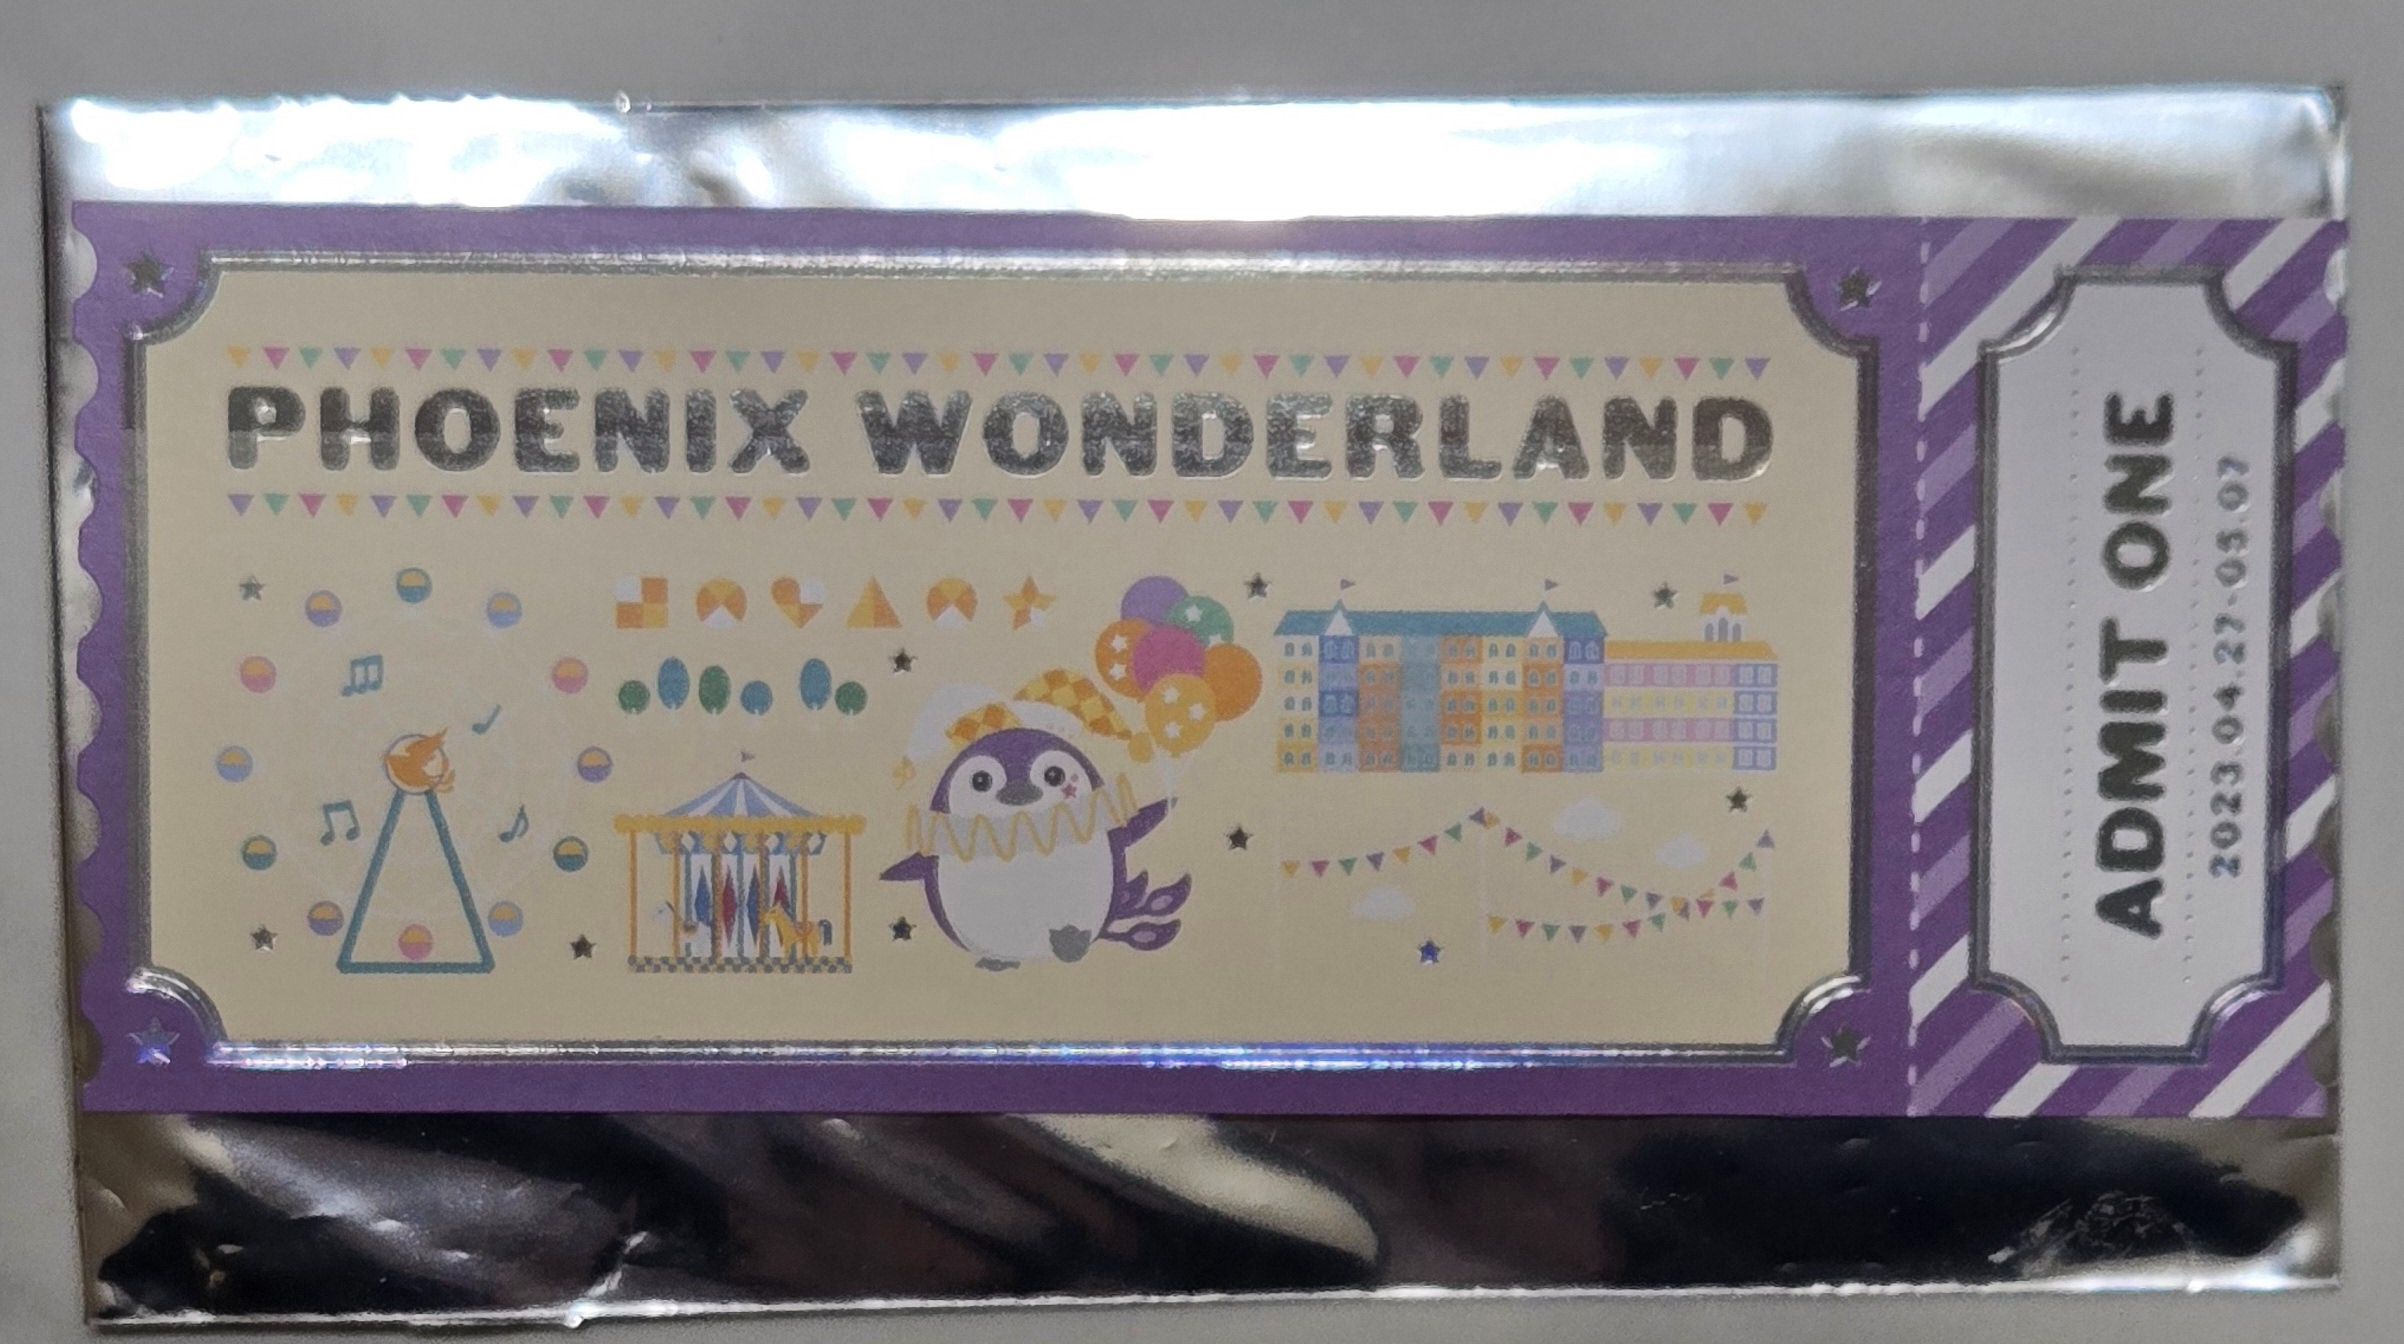 PHOENIX WONDERLAND
ADMIT ONE
2023.04.27-05.07